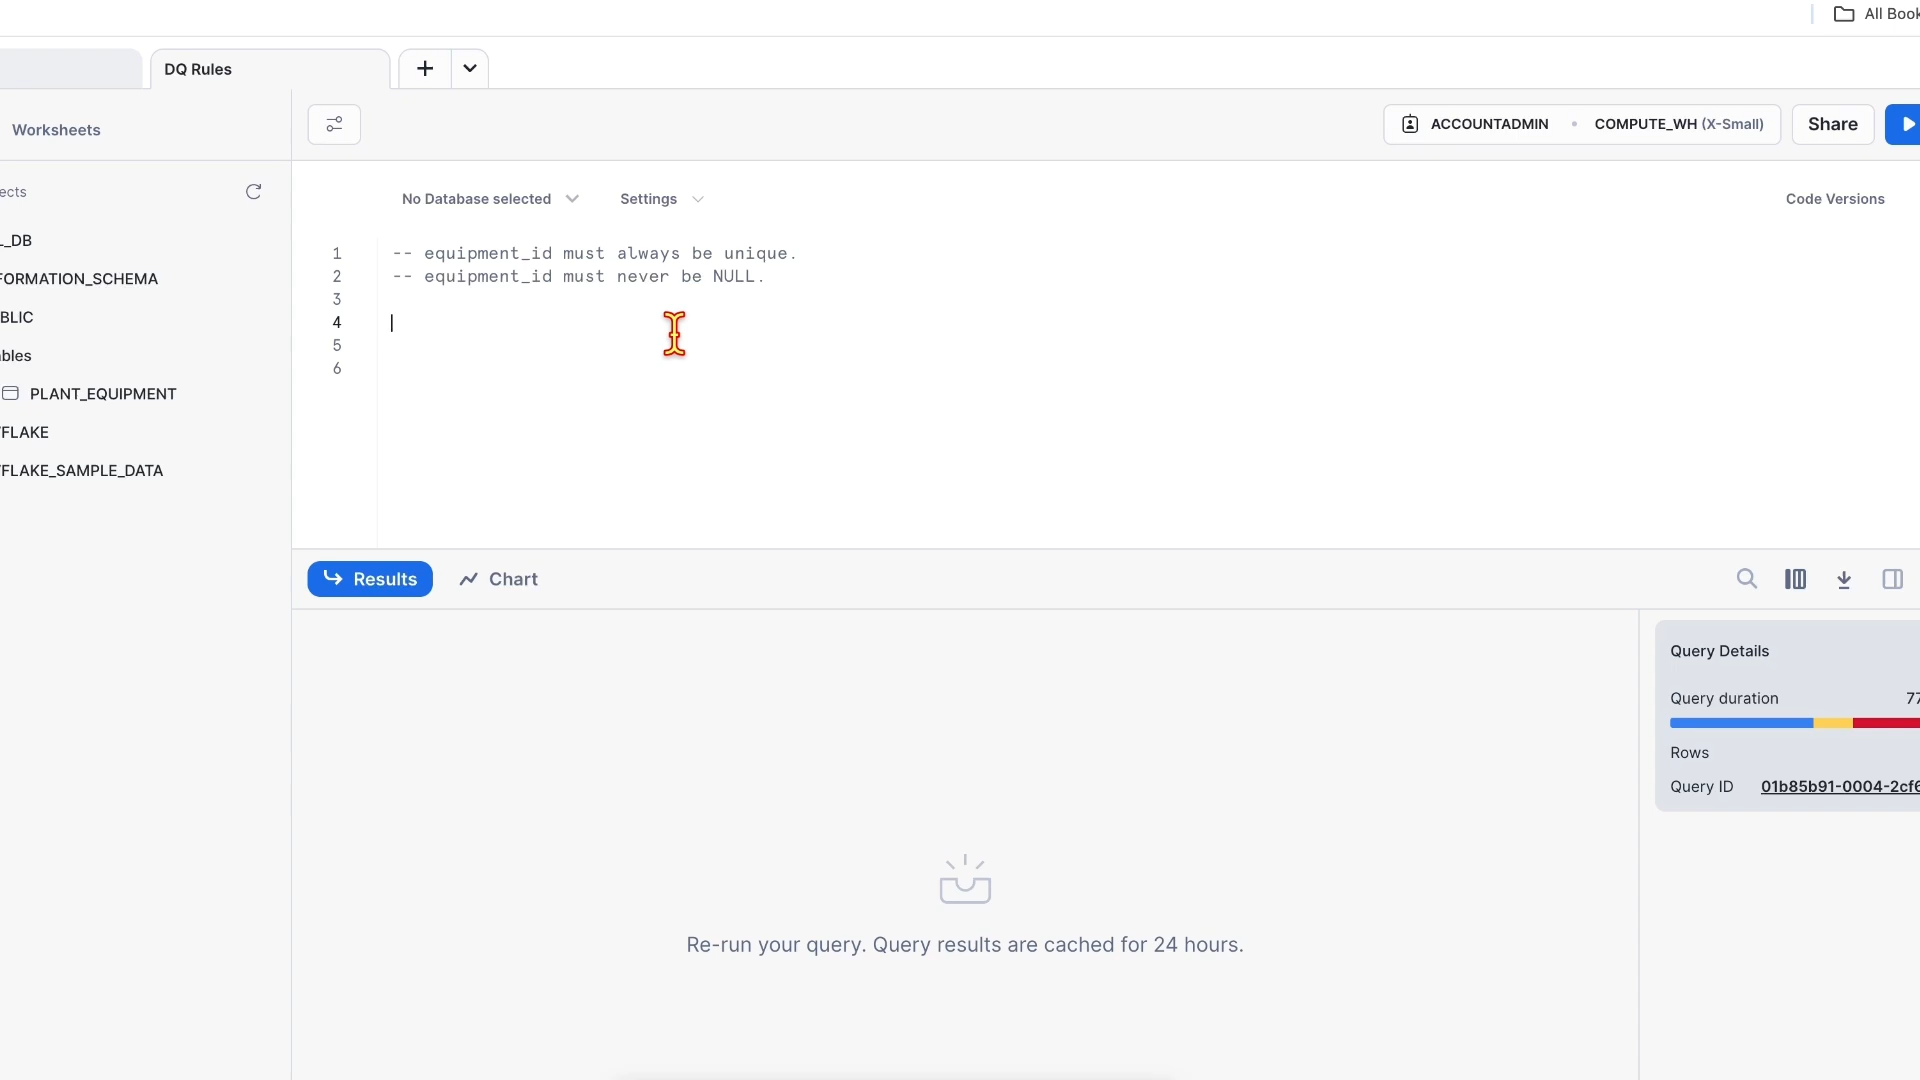 All Book
DQ Rules
Worksheets
ACCOUNTADMIN • COMPUTE_WH (X-Small)
Share
ects
No Database selected
Settings
Code Versions
L_DB
FORMATION_SCHEMA
BLIC
bles
PLANT_EQUIPMENT
FLAKE
FLAKE_SAMPLE_DATA
1 -- equipment_id must always be unique.
2 -- equipment_id must never be NULL.
3
4
5
6
Results
Chart
Query Details
Query duration 77
Rows
Query ID 01b85b91-0004-2cf6
Re-run your query. Query results are cached for 24 hours.